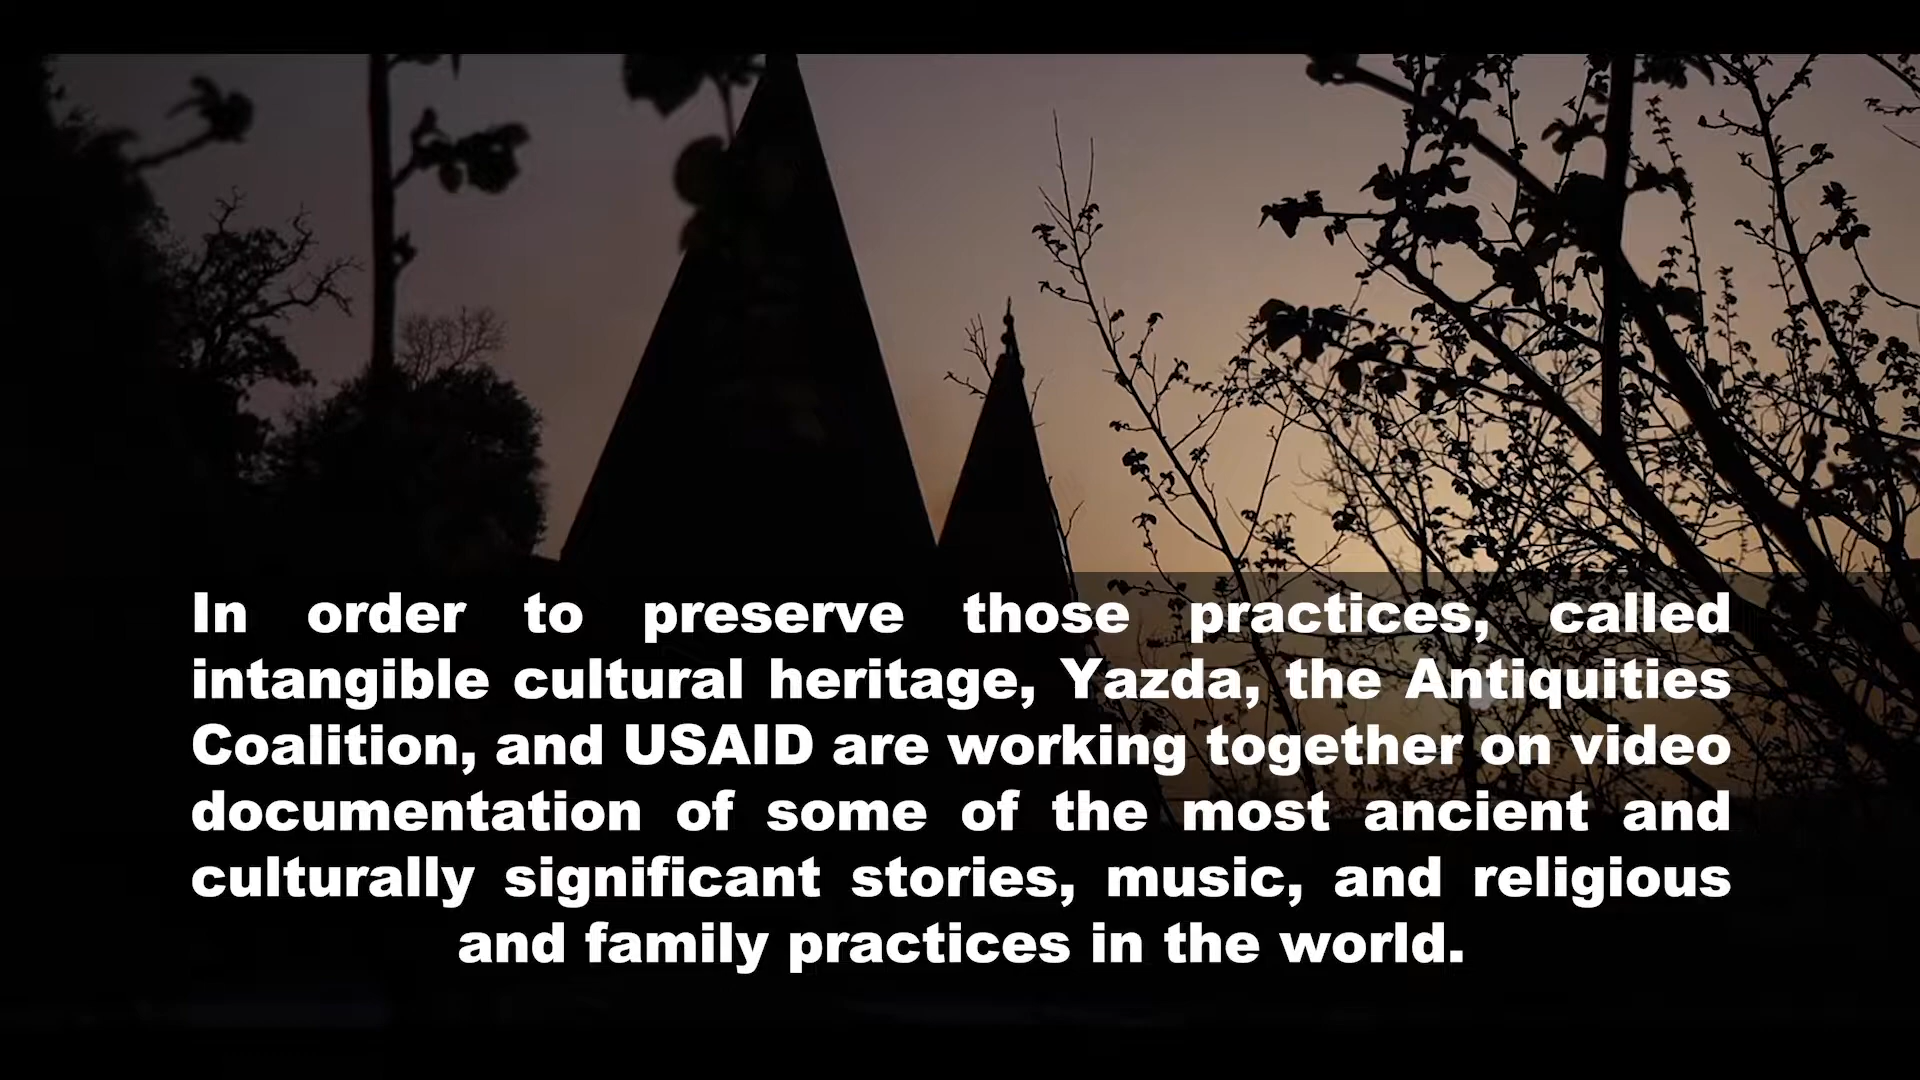 In order to preserve those practices, called
intangible cultural heritage, Yazda, the Antiquities
Coalition, and USAID are working together on video
documentation of some of the most ancient and
culturally significant stories, music, and religious
and family practices in the world.